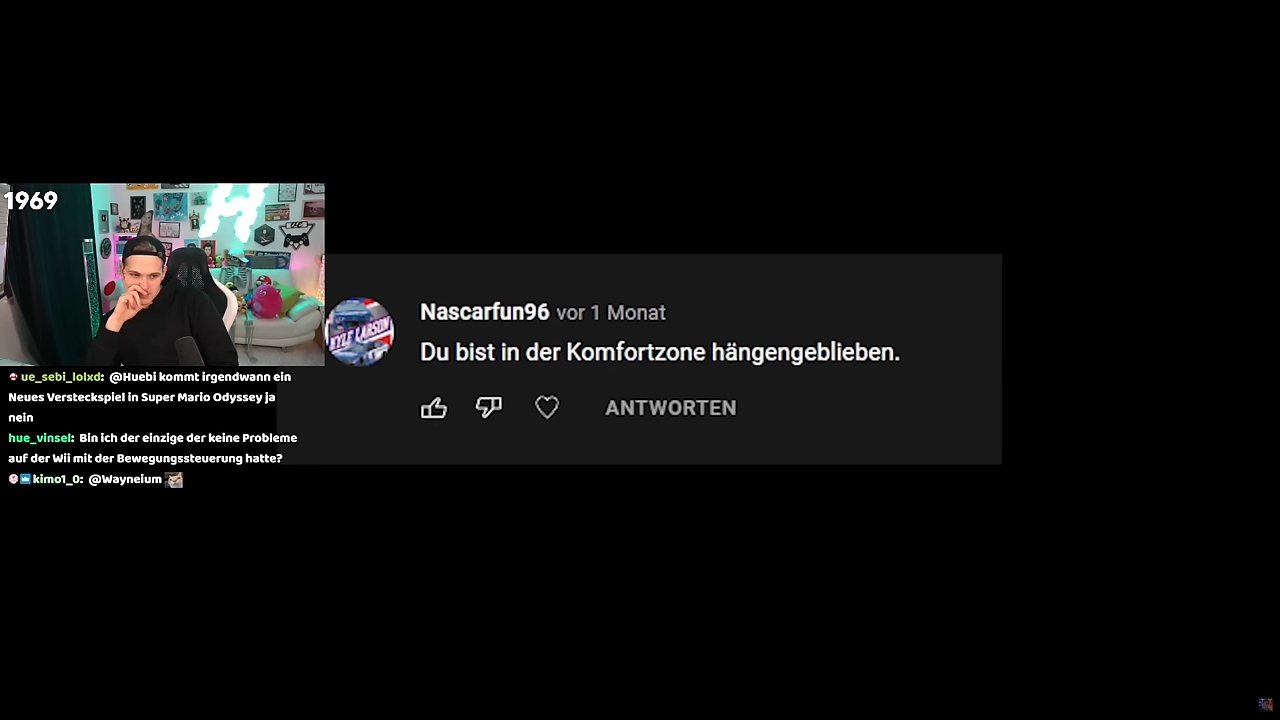 1969
Nascarfun96 vor 1 Monat
KYLE LARSON
Du bist in der Komfortzone hängengeblieben.
ANTWORTEN
ue_sebi_lolxd: @Huebi kommt irgendwann ein
Neues Versteckspiel in Super Mario Odyssey ja
nein
hue_vinsel: Bin ich der einzige der keine Probleme
auf der Wii mit der Bewegungssteuerung hatte?
kimo1_0: @Wayneium